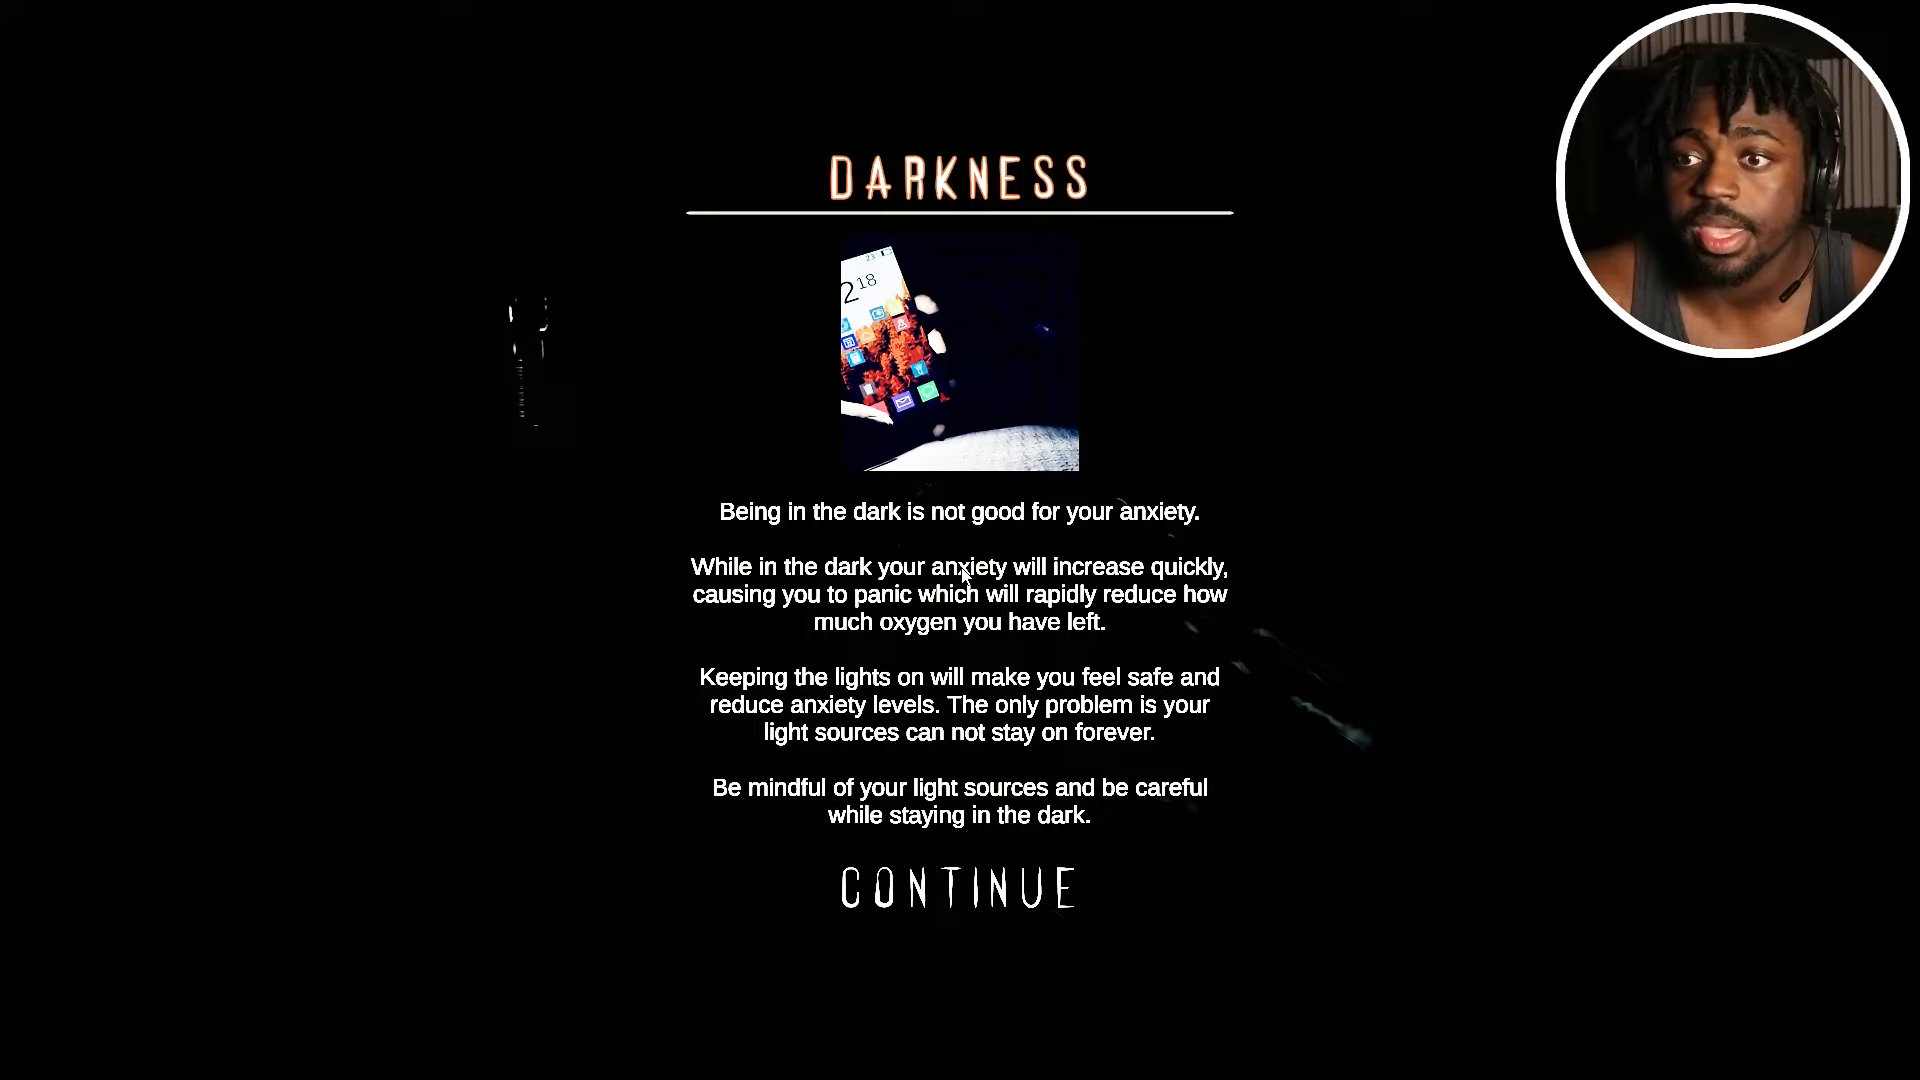 DARKNESS
23
2 18
Being in the dark is not good for your anxiety.
While in the dark your anxiety will increase quickly,
causing you to panic which will rapidly reduce how
much oxygen you have left.
Keeping the lights on will make you feel safe and
reduce anxiety levels. The only problem is your
light sources can not stay on forever.
Be mindful of your light sources and be careful
while staying in the dark.
CONTINUE